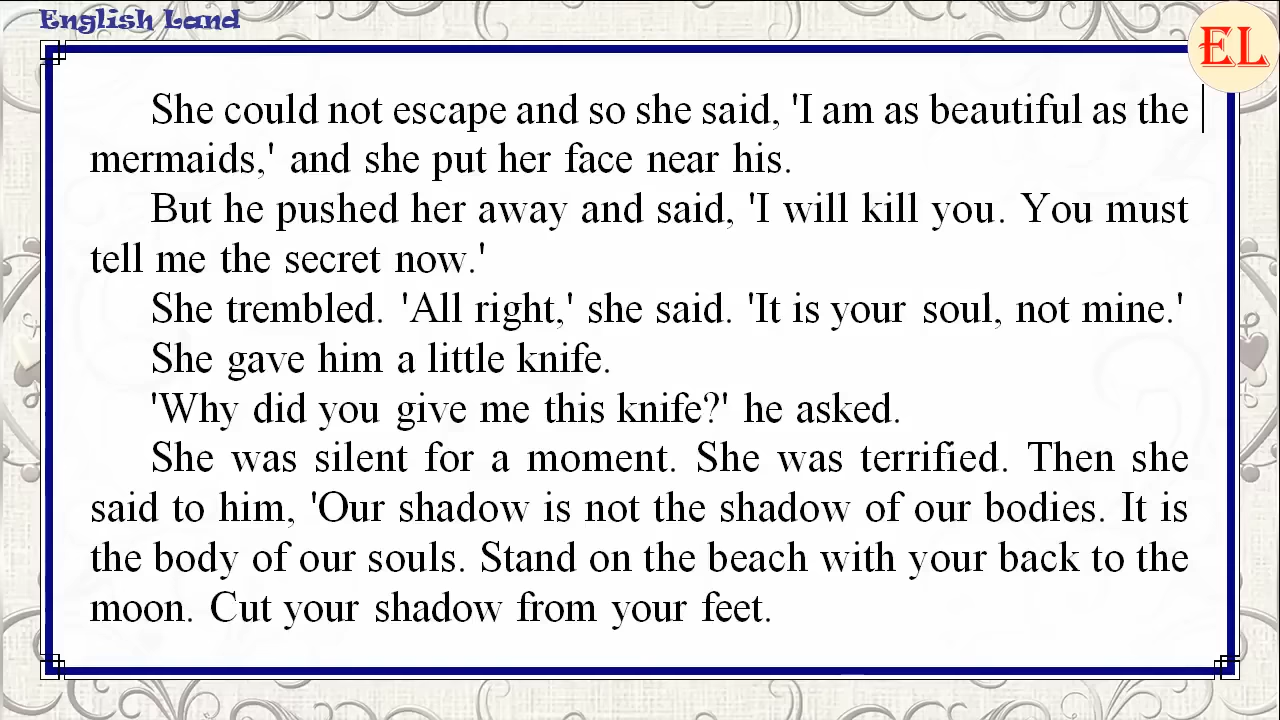 English Land
EL
She could not escape and so she said, 'I am as beautiful as the
mermaids,' and she put her face near his.
But he pushed her away and said, 'I will kill you. You must
tell me the secret now.'
She trembled. 'All right,' she said. 'It is your soul, not mine.'
She gave him a little knife.
'Why did you give me this knife?' he asked.
She was silent for a moment. She was terrified. Then she
said to him, 'Our shadow is not the shadow of our bodies. It is
the body of our souls. Stand on the beach with your back to the
moon. Cut your shadow from your feet.